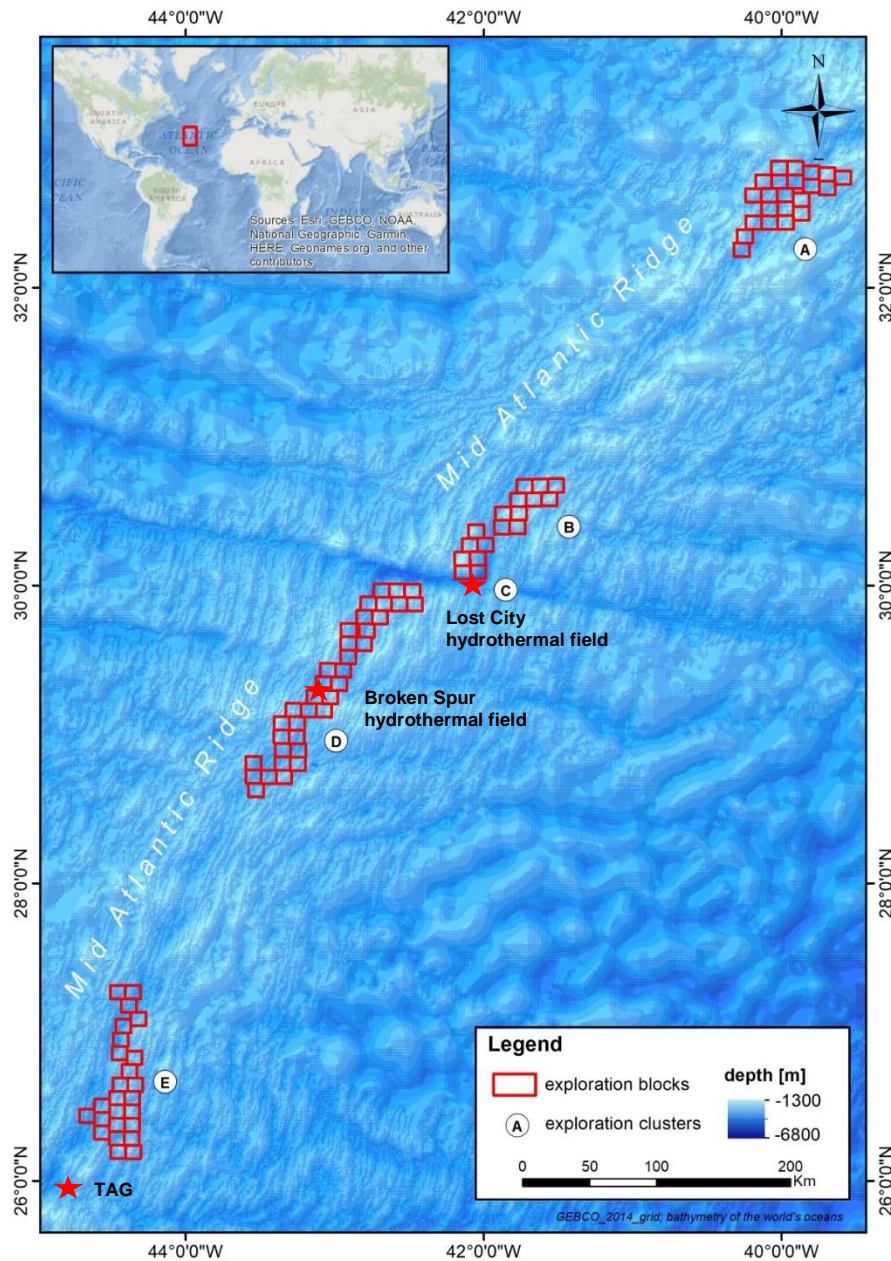 44°0'0"W
42°0'0"W
40°0'0"W
NORTH
AMERICA
ATLANTIC
OCEAN
EUROPE
ASIA
AFRICA
SOUTH
AMERICA
AUSTRALIA
Sources: Esri, GEBCO, NOAA,
National Geographic, Garmin,
HERE, Geonames.org, and other
contributors
N
A
32°0'0"N
32°0'0"N
Mid Atlantic Ridge
B
30°0'0"N
30°0'0"N
C
Lost City
hydrothermal field
Broken Spur
hydrothermal field
D
Mid Atlantic Ridge
28°0'0"N
28°0'0"N
E
TAG
26°0'0"N
26°0'0"N
Legend
exploration blocks
A exploration clusters
depth [m]
-1300
-6800
0 50 100 200
Km
GEBCO_2014_grid; bathymetry of the world's oceans
44°0'0"W
42°0'0"W
40°0'0"W